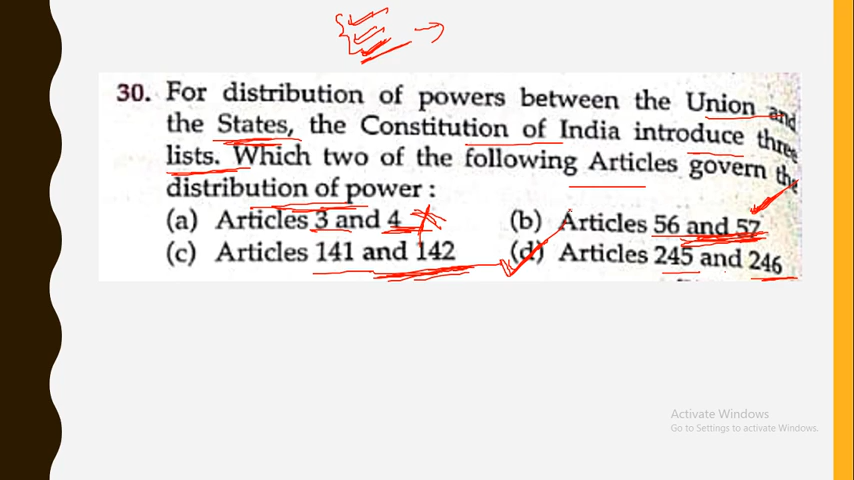 30. For distribution of powers between the Union and
the States, the Constitution of India introduce three
lists. Which two of the following Articles govern the
distribution of power :
(a) Articles 3 and 4 (b) Articles 56 and 57
(c) Articles 141 and 142 (d) Articles 245 and 246
Activate Windows
Go to Settings to activate Windows.